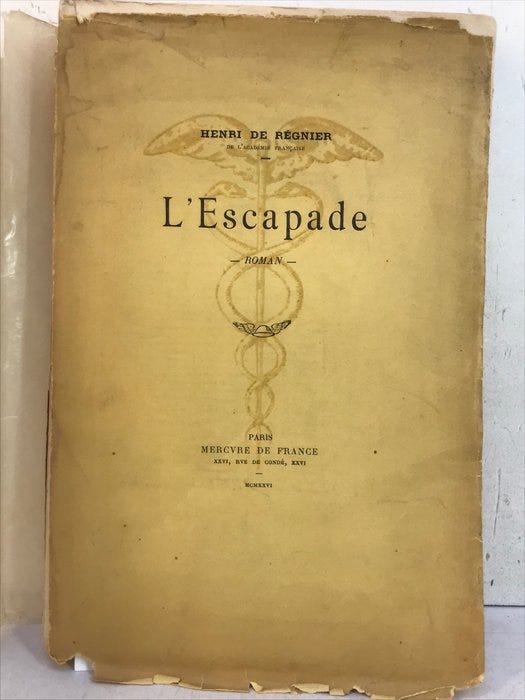 HENRI DE RÉGNIER
DE L'ACADÉMIE FRANÇAISE
L'Escapade
— ROMAN —
PARIS
MERCVRE DE FRANCE
XXVI, RVE DE CONDÉ, XXVI
MCMXXVI